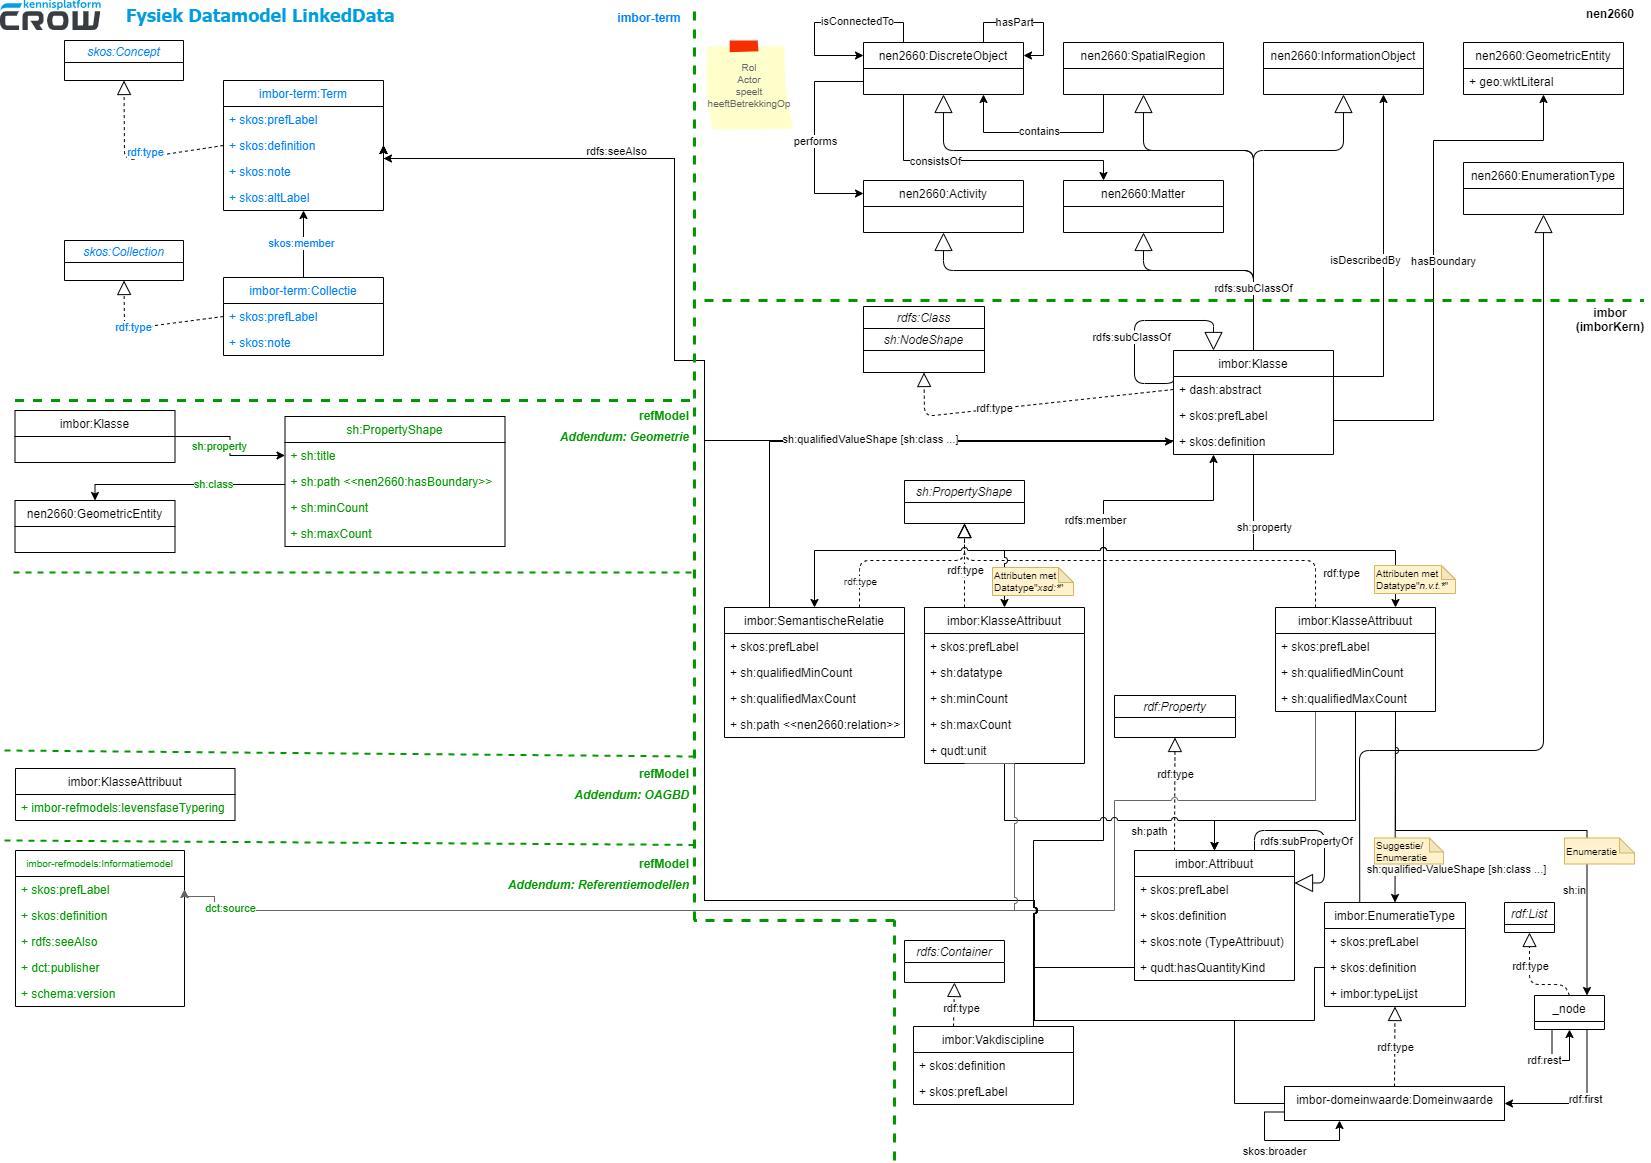 kennisplatform
CROW
Fysiek Datamodel LinkedData
imbor-term
skos:Concept
rdf:type
imbor-term:Term
+ skos:prefLabel
+ skos:definition
+ skos:note
+ skos:altLabel
rdfs:seeAlso
skos:member
skos:Collection
rdf:type
imbor-term:Collectie
+ skos:prefLabel
+ skos:note
nen2660
Rol
Actor
speelt
heeftBetrekkingOp
isConnectedTo
hasPart
nen2660:DiscreteObject
nen2660:SpatialRegion
nen2660:InformationObject
nen2660:GeometricEntity
+ geo:wktLiteral
contains
performs
consistsOf
nen2660:Activity
nen2660:Matter
nen2660:EnumerationType
isDescribedBy
hasBoundary
rdfs:subClassOf
imbor
(imborKern)
rdfs:Class
sh:NodeShape
rdf:type
rdfs:subClassOf
imbor:Klasse
+ dash:abstract
+ skos:prefLabel
+ skos:definition
refModel
Addendum: Geometrie
imbor:Klasse
sh:property
sh:PropertyShape
+ sh:title
+ sh:path <<nen2660:hasBoundary>>
+ sh:minCount
+ sh:maxCount
sh:class
nen2660:GeometricEntity
sh:qualifiedValueShape [sh:class ...]
sh:PropertyShape
rdfs:member
sh:property
rdf:type
rdf:type
rdf:type
Attributen met
Datatype"xsd:*"
Attributen met
Datatype"n.v.t.*"
imbor:SemantischeRelatie
+ skos:prefLabel
+ sh:qualifiedMinCount
+ sh:qualifiedMaxCount
+ sh:path <<nen2660:relation>>
imbor:KlasseAttribuut
+ skos:prefLabel
+ sh:datatype
+ sh:minCount
+ sh:maxCount
+ qudt:unit
imbor:KlasseAttribuut
+ skos:prefLabel
+ sh:qualifiedMinCount
+ sh:qualifiedMaxCount
rdf:Property
rdf:type
refModel
Addendum: OAGBD
imbor:KlasseAttribuut
+ imbor-refmodels:levensfaseTypering
refModel
Addendum: Referentiemodellen
imbor-refmodels:Informatiemodel
+ skos:prefLabel
+ skos:definition
+ rdfs:seeAlso
+ dct:publisher
+ schema:version
dct:source
sh:path
rdfs:subPropertyOf
imbor:Attribuut
+ skos:prefLabel
+ skos:definition
+ skos:note (TypeAttribuut)
+ qudt:hasQuantityKind
Suggestie/
Enumeratie
sh:qualified-ValueShape [sh:class ...]
Enumeratie
sh:in
imbor:EnumeratieType
+ skos:prefLabel
+ skos:definition
+ imbor:typeLijst
rdf:List
rdf:type
_node
rdf:rest
rdf:first
rdfs:Container
rdf:type
imbor:Vakdiscipline
+ skos:definition
+ skos:prefLabel
rdf:type
imbor-domeinwaarde:Domeinwaarde
skos:broader